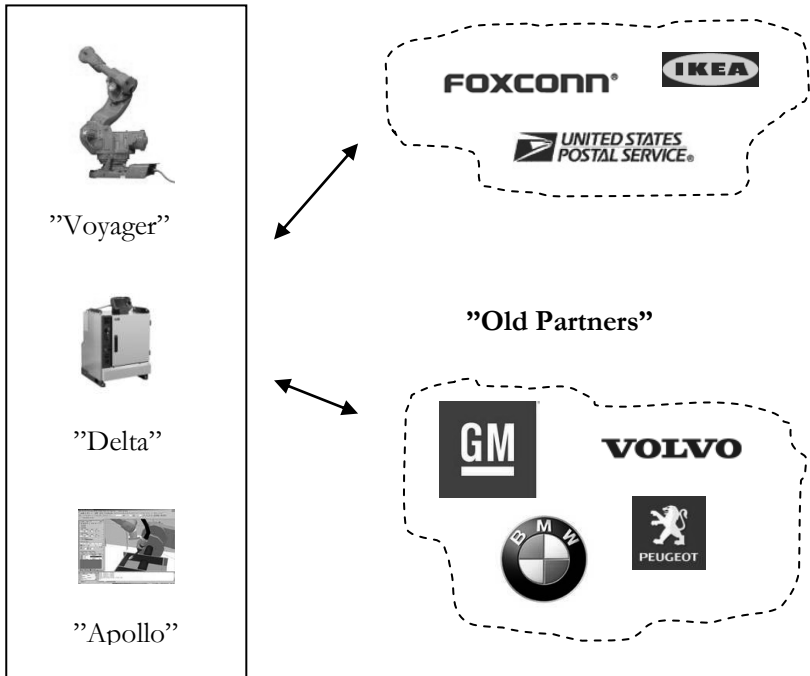 FOXCONN®
IKEA
UNITED STATES
POSTAL SERVICE®
”Voyager”
”Old Partners”
”Delta”
GM
VOLVO
BMW
PEUGEOT
”Apollo”